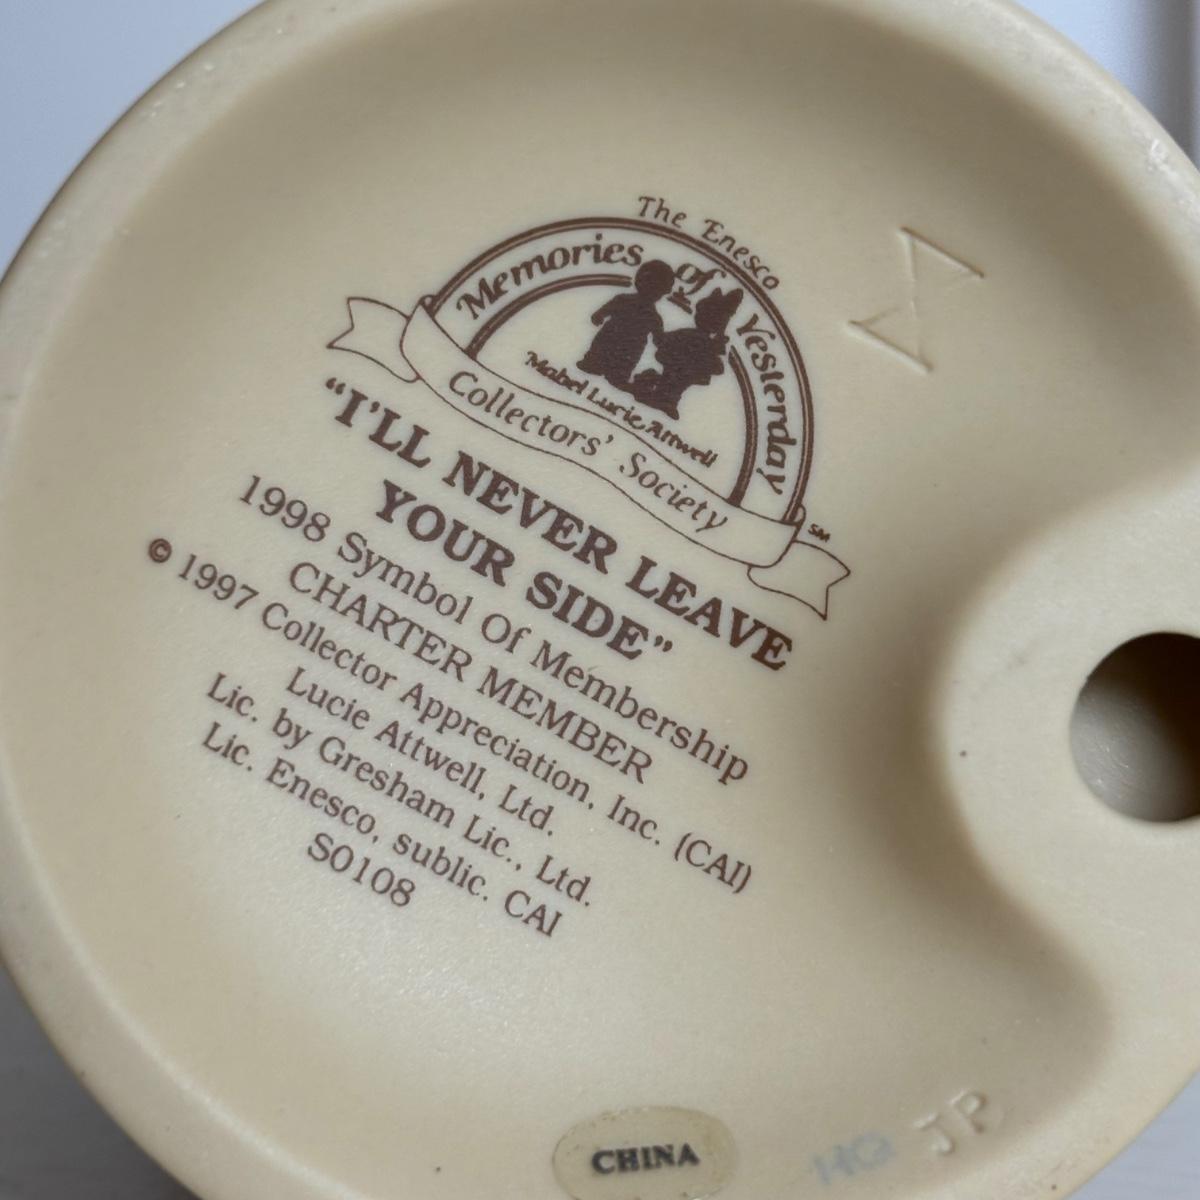 The Enesco
Memories of Yesterday
Mabel Lucie Attwell
Collectors' Society
SM
“I'LL NEVER LEAVE
YOUR SIDE”
1998 Symbol Of Membership
CHARTER MEMBER
© 1997 Collector Appreciation, Inc. (CAI)
Lucie Attwell, Ltd.
Lic. by Gresham Lic., Ltd.
Lic. Enesco, sublic. CAI
S0108
CHINA
HQ
JP